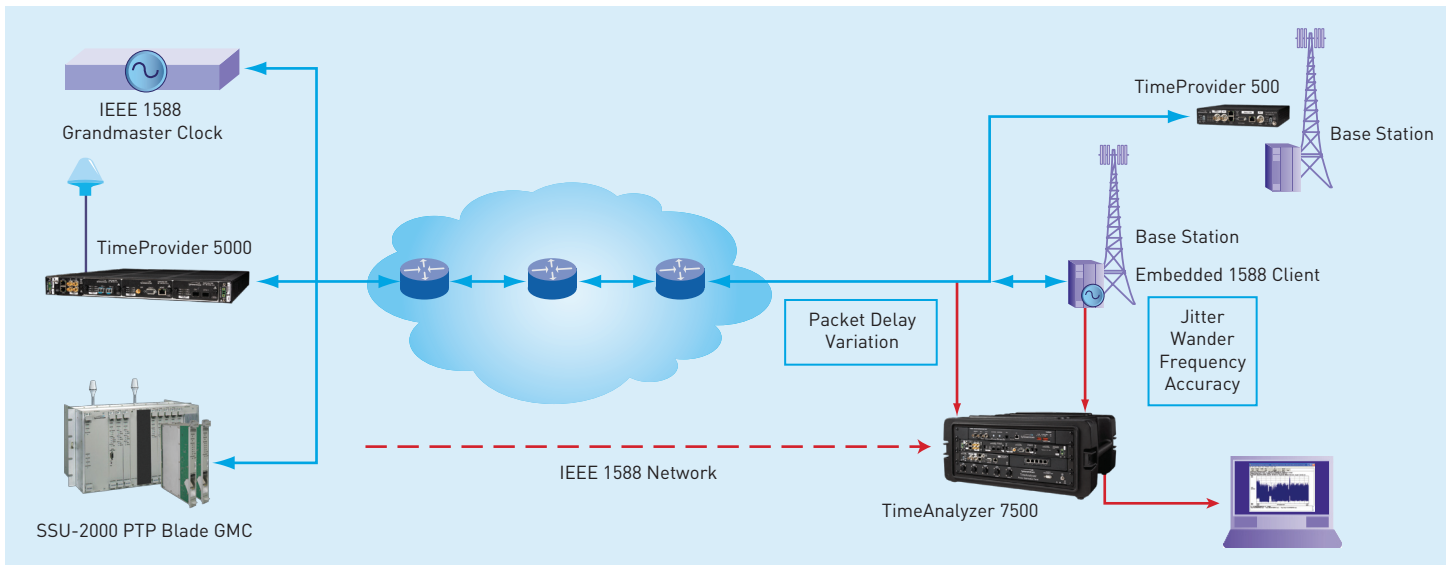 IEEE 1588
Grandmaster Clock
TimeProvider 5000
SSU-2000 PTP Blade GMC
IEEE 1588 Network
Packet Delay
Variation
TimeProvider 500
Base Station
Base Station
Embedded 1588 Client
Jitter
Wander
Frequency
Accuracy
TimeAnalyzer 7500